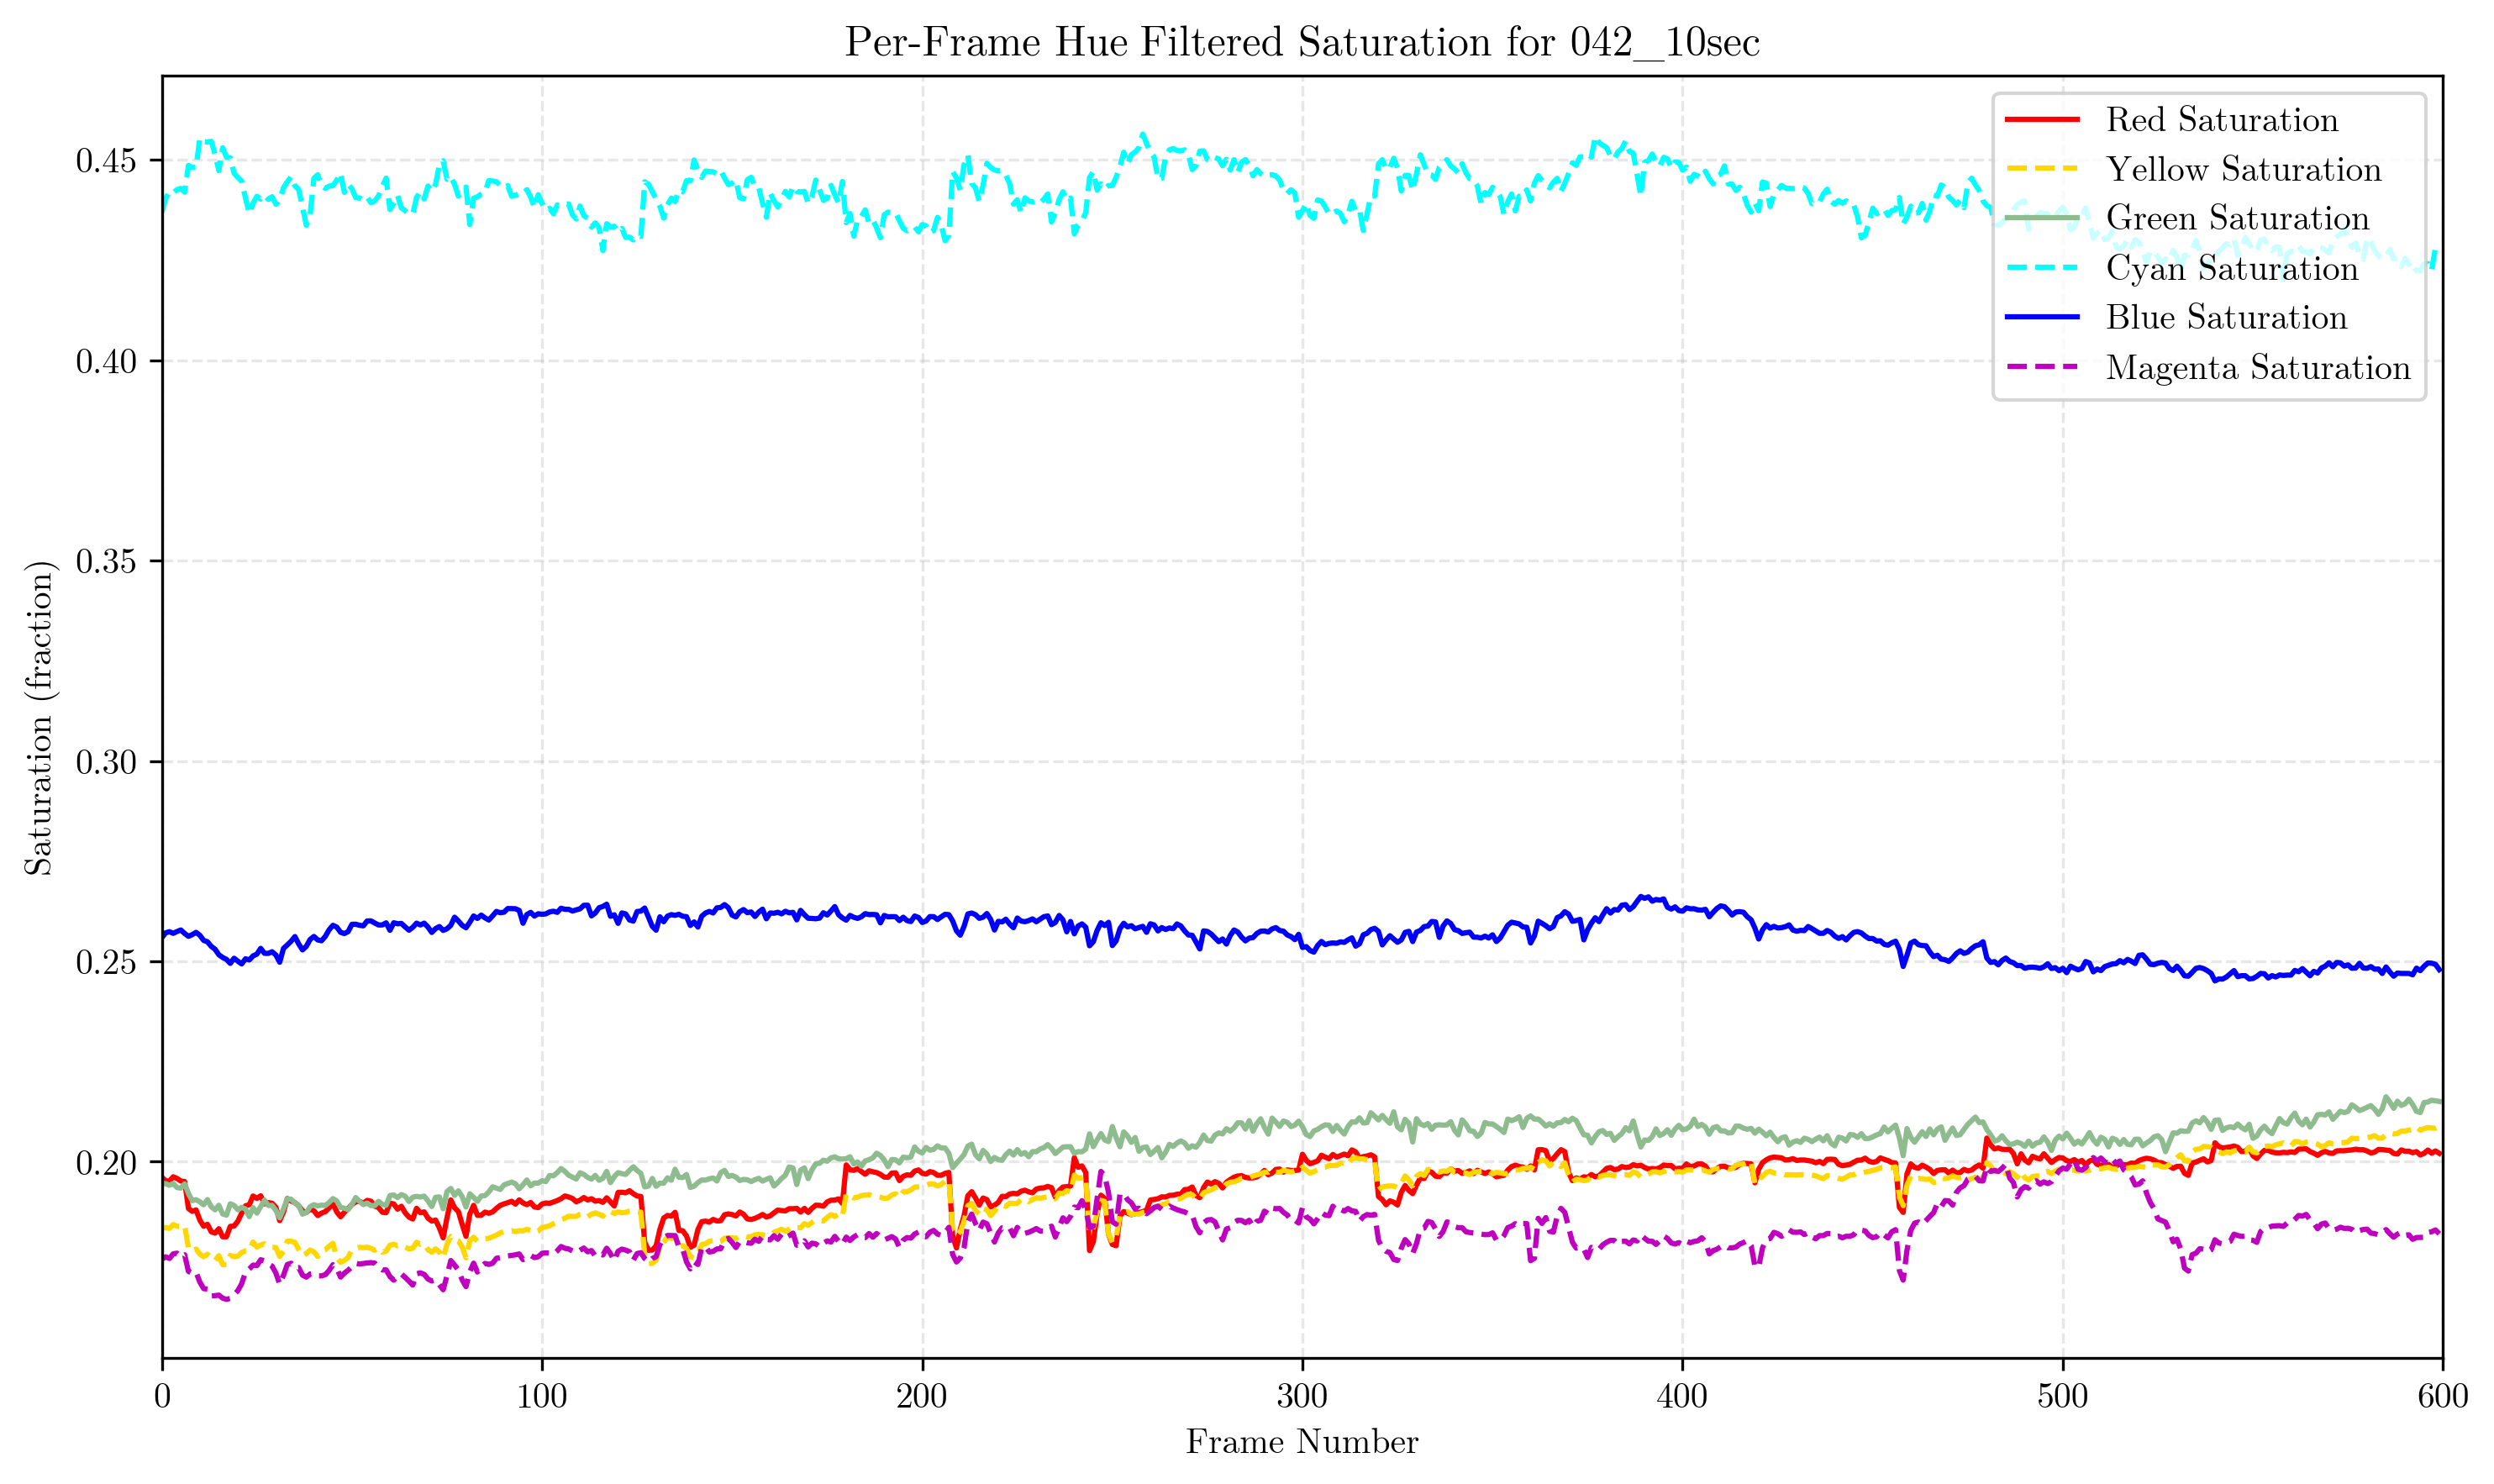 Per-Frame Hue Filtered Saturation for 042_10sec
Red Saturation
Yellow Saturation
Green Saturation
Cyan Saturation
Blue Saturation
Magenta Saturation
Saturation (fraction)
0.45
0.40
0.35
0.30
0.25
0.20
0 100 200 300 400 500 600
Frame Number